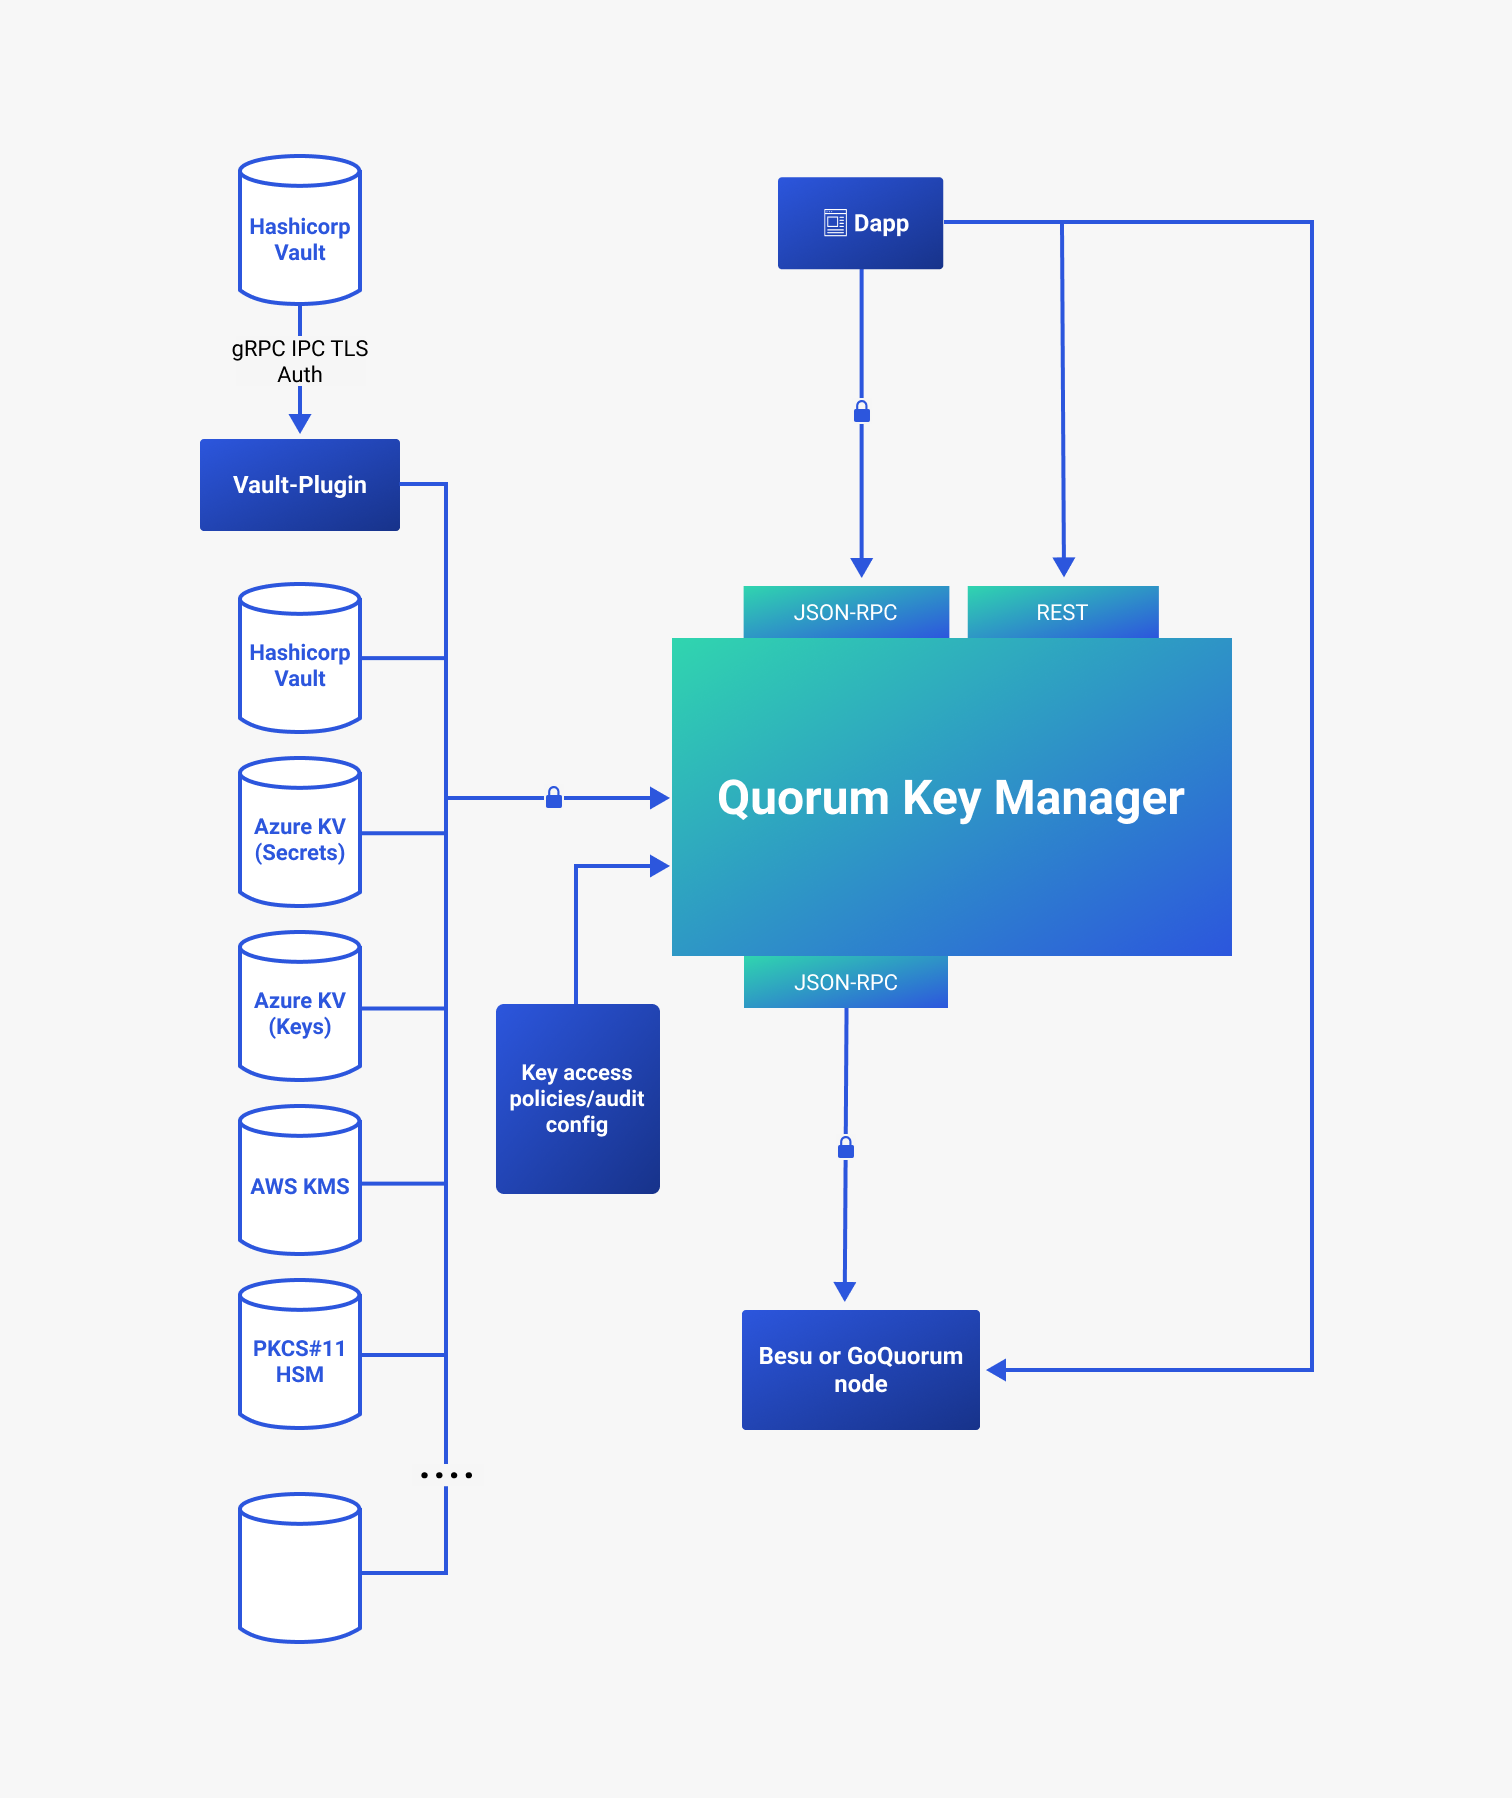 Hashicorp
Vault
gRPC IPC TLS
Auth
Vault-Plugin
Hashicorp
Vault
Azure KV
(Secrets)
Azure KV
(Keys)
AWS KMS
PKCS#11
HSM
....
Dapp
JSON-RPC
REST
Quorum Key Manager
JSON-RPC
Key access
policies/audit
config
Besu or GoQuorum
node